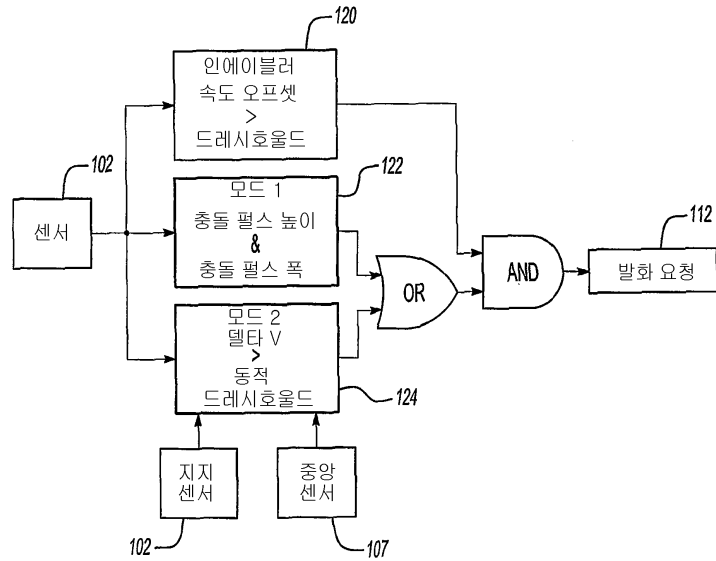 120
인에이블러
속도 오프셋
>
드레시호울드
102
센서
122
모드 1
충돌 펄스 높이
&
충돌 펄스 폭
OR
AND
112
발화 요청
모드 2
델타 V
>
동적
드레시호울드
124
지지
센서
102
중앙
센서
107